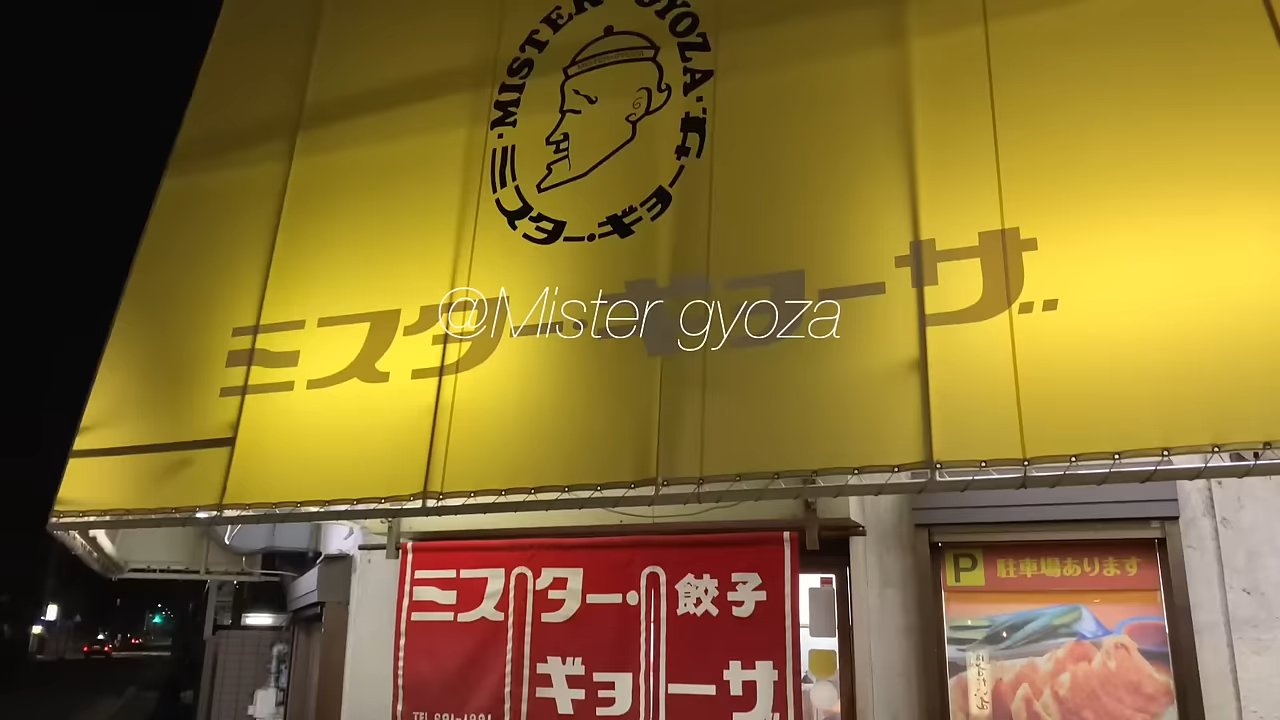 MISTER GYOZA
ミスター・ギョーザ
ミスター・ギョーザ
@Mister gyoza
ミスター・餃子
ギョーザ
P 駐車場あります